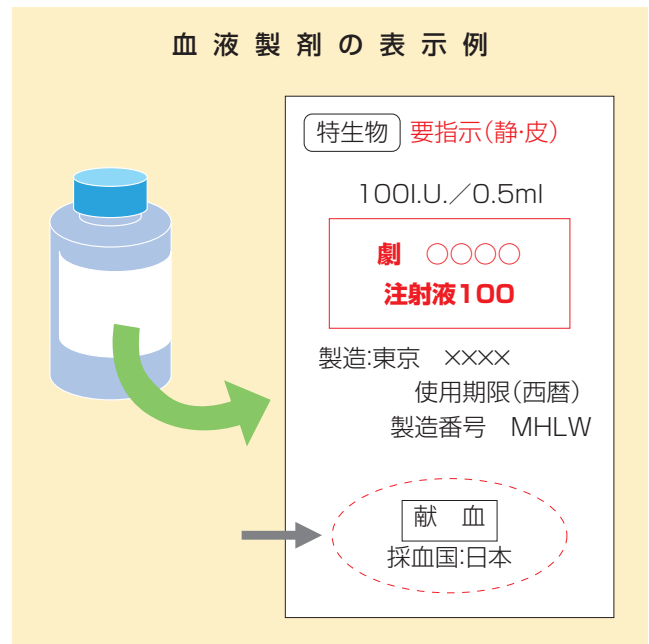 血液製剤の表示例
特生物 要指示(静・皮)
100I.U./0.5ml
劇 ○○○○
注射液100
製造:東京 ××××
使用期限(西暦)
製造番号 MHLW
献 血
採血国:日本